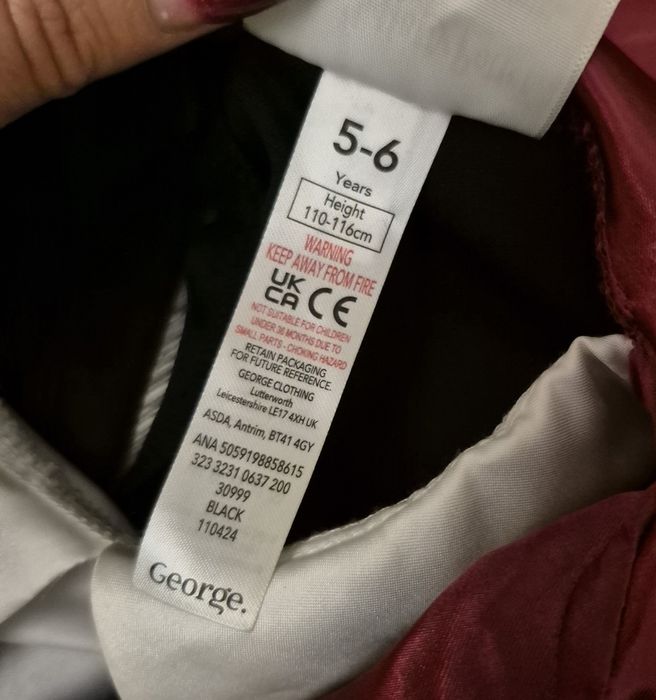 5-6
Years
Height
110-116cm
WARNING
KEEP AWAY FROM FIRE
UK
CA CE
NOT SUITABLE FOR CHILDREN
UNDER 36 MONTHS DUE TO
SMALL PARTS - CHOKING HAZARD
RETAIN PACKAGING
FOR FUTURE REFERENCE.
GEORGE CLOTHING
Lutterworth
Leicestershire LE17 4XH UK
ASDA, Antrim, BT41 4GY
ANA 5059198858615
323 3231 0637 200
30999
BLACK
110424
George.